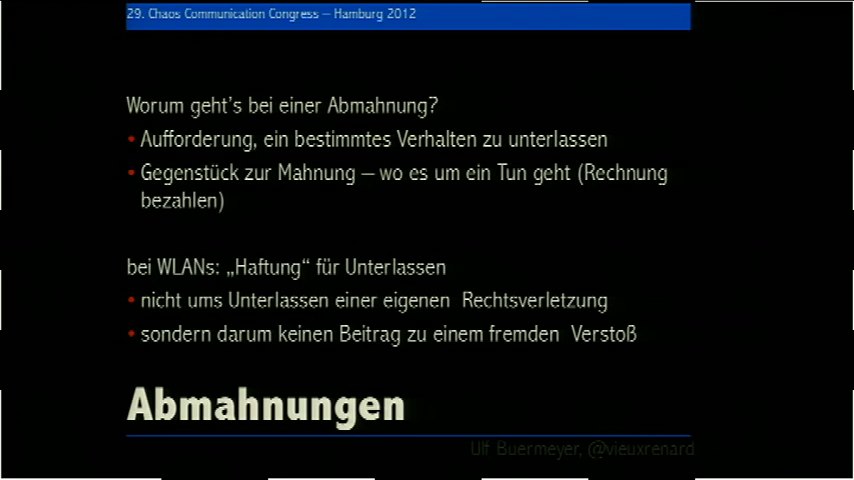 29. Chaos Communication Congress – Hamburg 2012
Worum geht's bei einer Abmahnung?
• Aufforderung, ein bestimmtes Verhalten zu unterlassen
• Gegenstück zur Mahnung – wo es um ein Tun geht (Rechnung
bezahlen)
bei WLANs: „Haftung“ für Unterlassen
• nicht ums Unterlassen einer eigenen Rechtsverletzung
• sondern darum keinen Beitrag zu einem fremden Verstoß
Abmahnungen
Ulf Buermeyer, @vieuxrenard